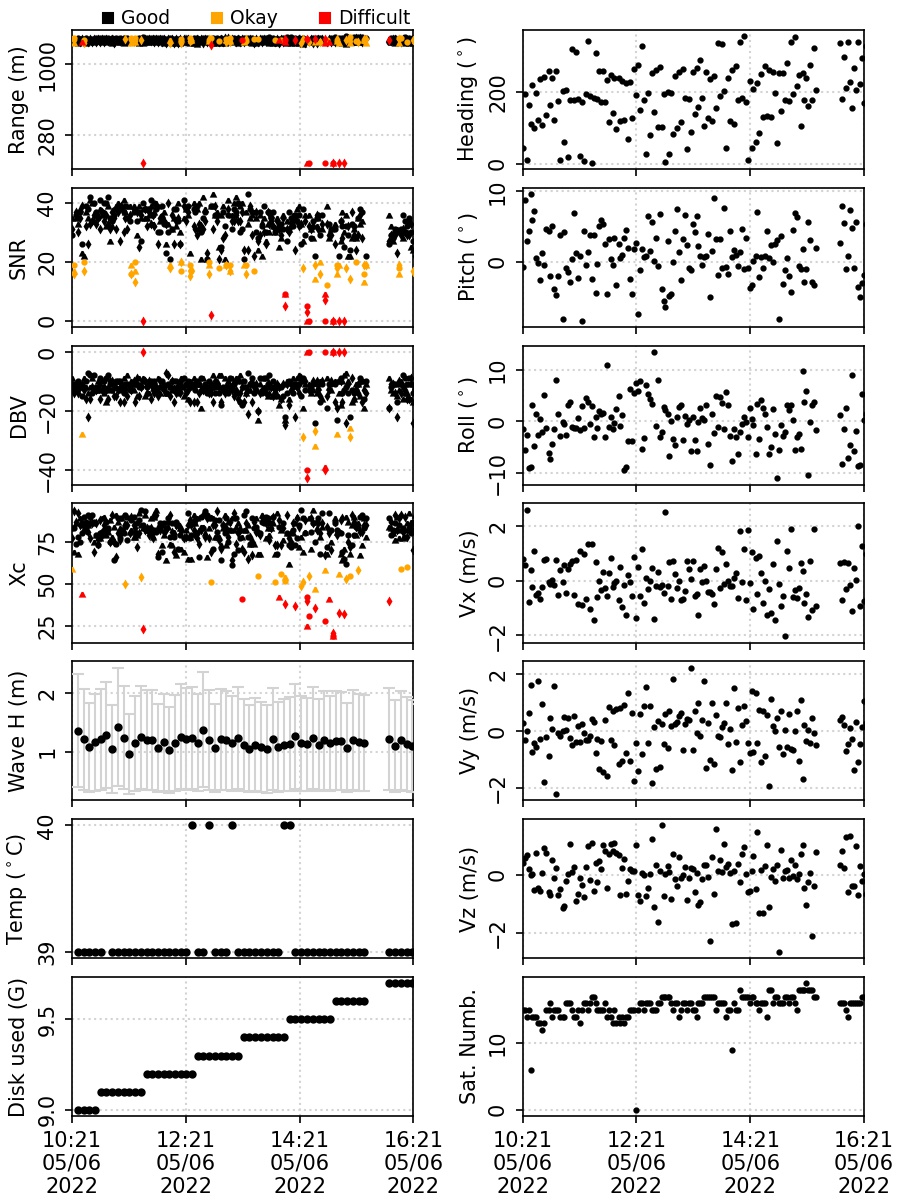 Good Okay Difficult
Range (m)
1000
280
Heading (°)
200
0
SNR
40
20
0
Pitch (°)
10
0
DBV
0
−20
−40
Roll (°)
10
0
−10
Xc
75
50
25
Vx (m/s)
2
0
−2
Wave H (m)
2
1
Vy (m/s)
2
0
−2
Temp (°C)
40
39
Vz (m/s)
0
−2
Disk used (G)
9.5
9.0
Sat. Numb.
10
0
10:21 12:21 14:21 16:21 10:21 12:21 14:21 16:21
05/06 05/06 05/06 05/06 05/06 05/06 05/06 05/06
2022 2022 2022 2022 2022 2022 2022 2022